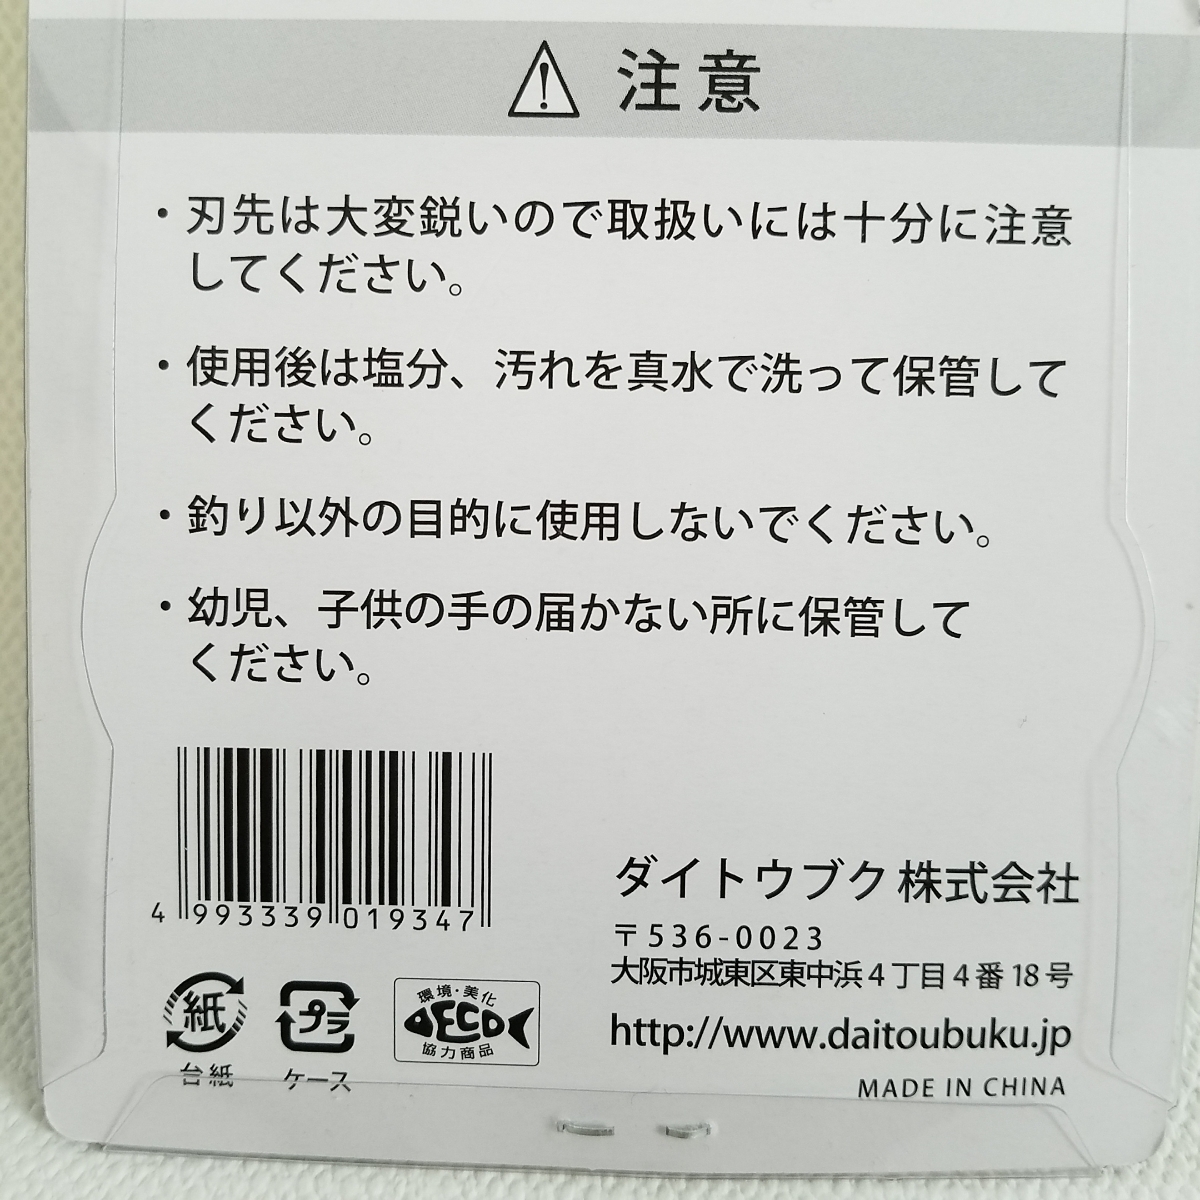 注意
・刃先は大変鋭いので取扱いには十分に注意
してください。
・使用後は塩分、汚れを真水で洗って保管して
ください。
・釣り以外の目的に使用しないでください。
・幼児、子供の手の届かない所に保管して
ください。
4 993339 019347
ダイトウブク株式会社
〒536-0023
大阪市城東区東中浜4丁目4番18号
http://www.daitoubuku.jp
MADE IN CHINA
紙
台紙
プラ
ケース
環境・美化
ECO
協力商品